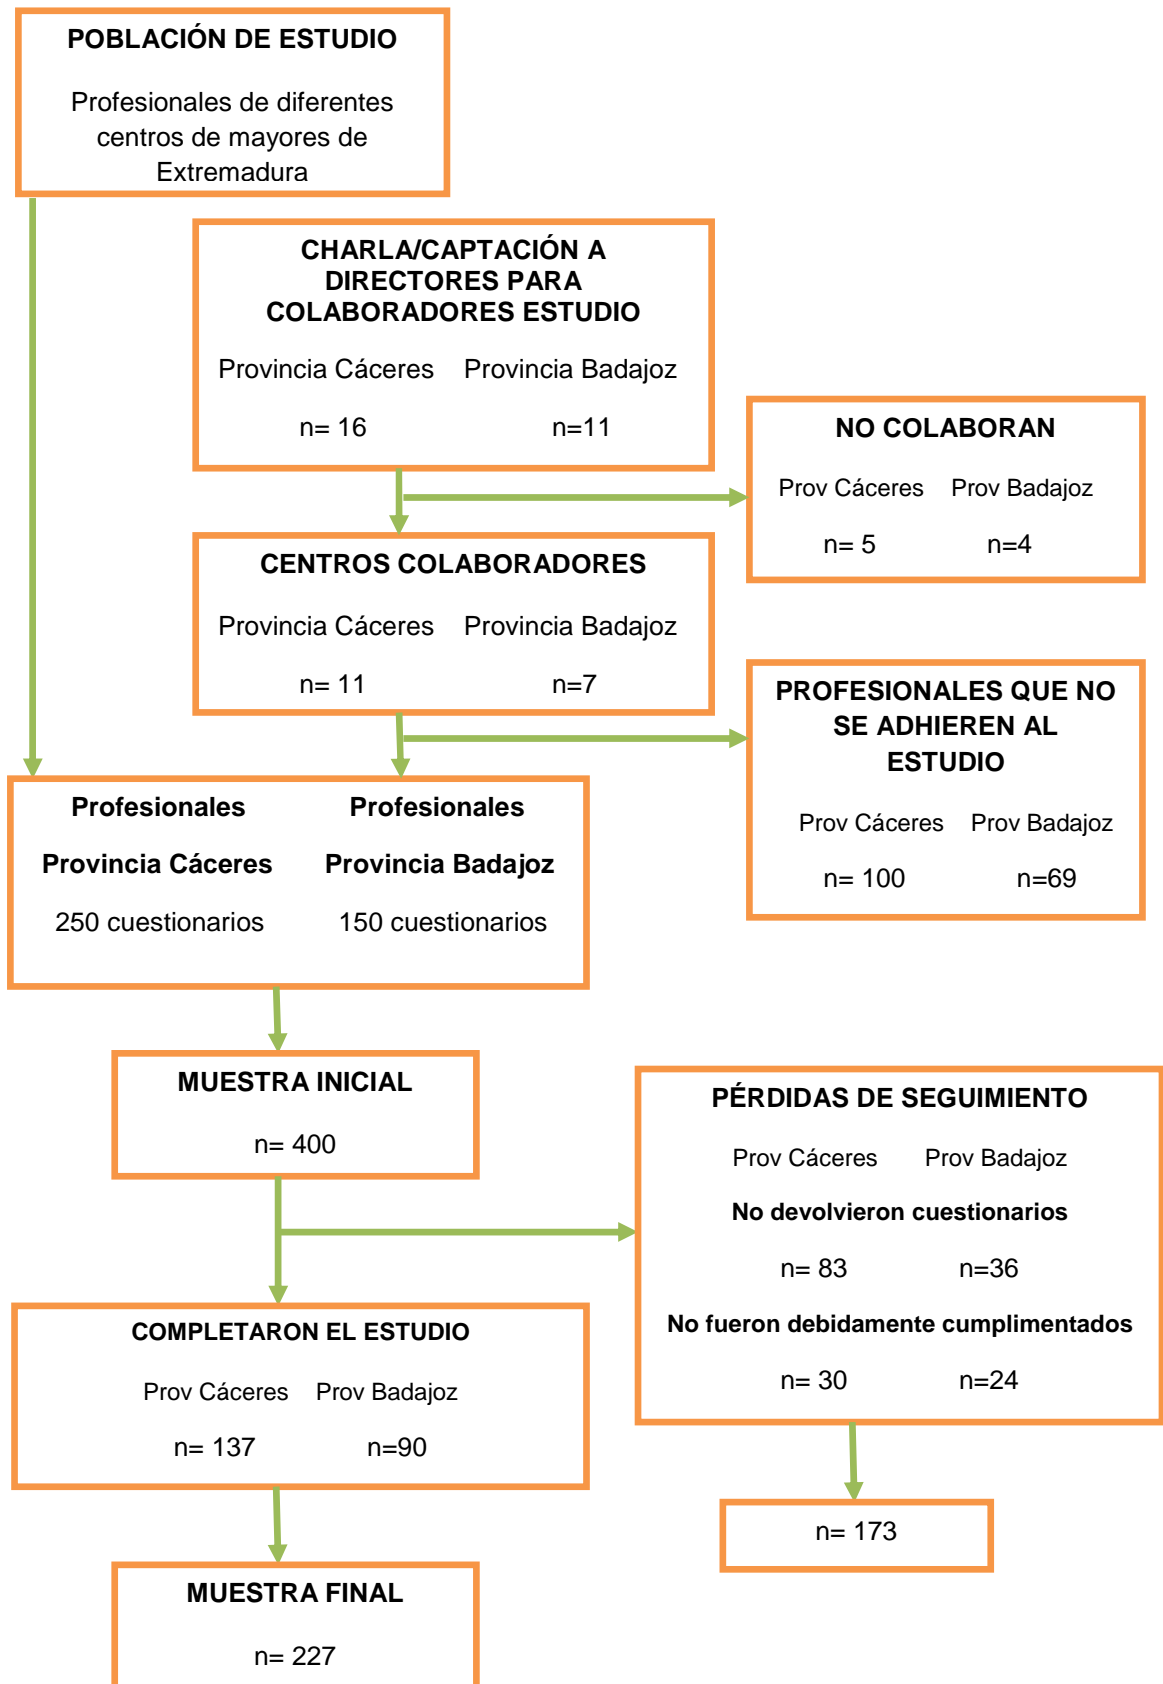 POBLACIÓN DE ESTUDIO
Profesionales de diferentes
centros de mayores de
Extremadura
CHARLA/CAPTACIÓN A
DIRECTORES PARA
COLABORADORES ESTUDIO
Provincia Cáceres Provincia Badajoz
n= 16 n=11
NO COLABORAN
Prov Cáceres Prov Badajoz
n= 5 n=4
CENTROS COLABORADORES
Provincia Cáceres Provincia Badajoz
n= 11 n=7
PROFESIONALES QUE NO
SE ADHIEREN AL
ESTUDIO
Prov Cáceres Prov Badajoz
n= 100 n=69
Profesionales Profesionales
Provincia Cáceres Provincia Badajoz
250 cuestionarios 150 cuestionarios
MUESTRA INICIAL
n= 400
PÉRDIDAS DE SEGUIMIENTO
Prov Cáceres Prov Badajoz
No devolvieron cuestionarios
n= 83 n=36
No fueron debidamente cumplimentados
n= 30 n=24
COMPLETARON EL ESTUDIO
Prov Cáceres Prov Badajoz
n= 137 n=90
n= 173
MUESTRA FINAL
n= 227